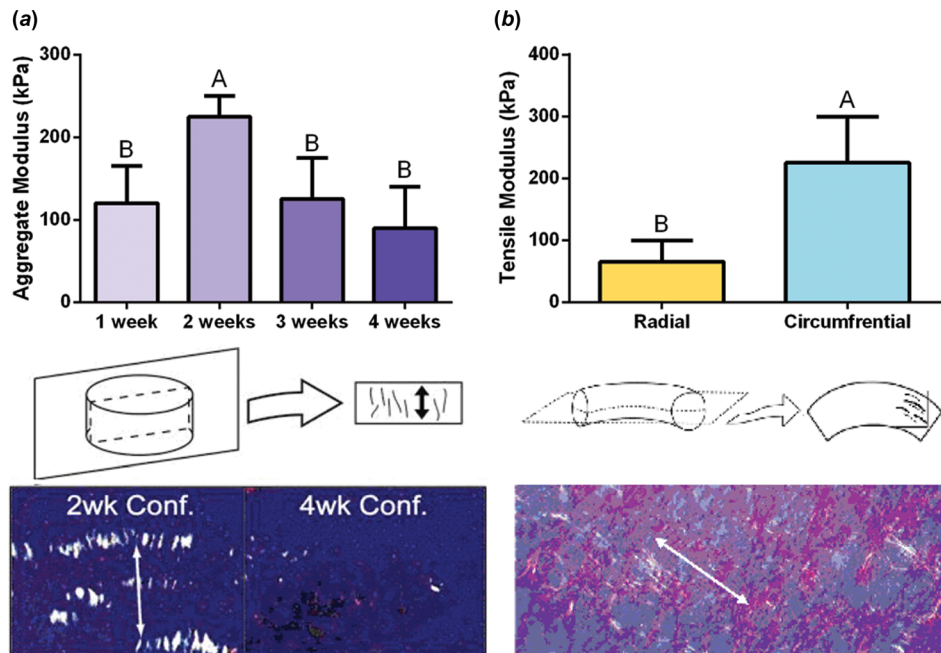 (a)
Aggregate Modulus (kPa)
300
200
100
0
B
A
B
B
1 week
2 weeks
3 weeks
4 weeks
2wk Conf.
4wk Conf.
(b)
Tensile Modulus (kPa)
400
300
200
100
0
B
A
Radial
Circumfrential